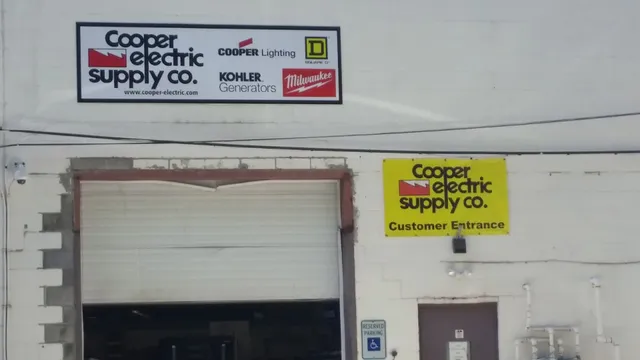 Cooper
electric
supply co.
www.cooper-electric.com
COOPER Lighting
SQUARE D
KOHLER
Generators
Milwaukee
Cooper
electric
supply co.
Customer Entrance
RESERVED
PARKING